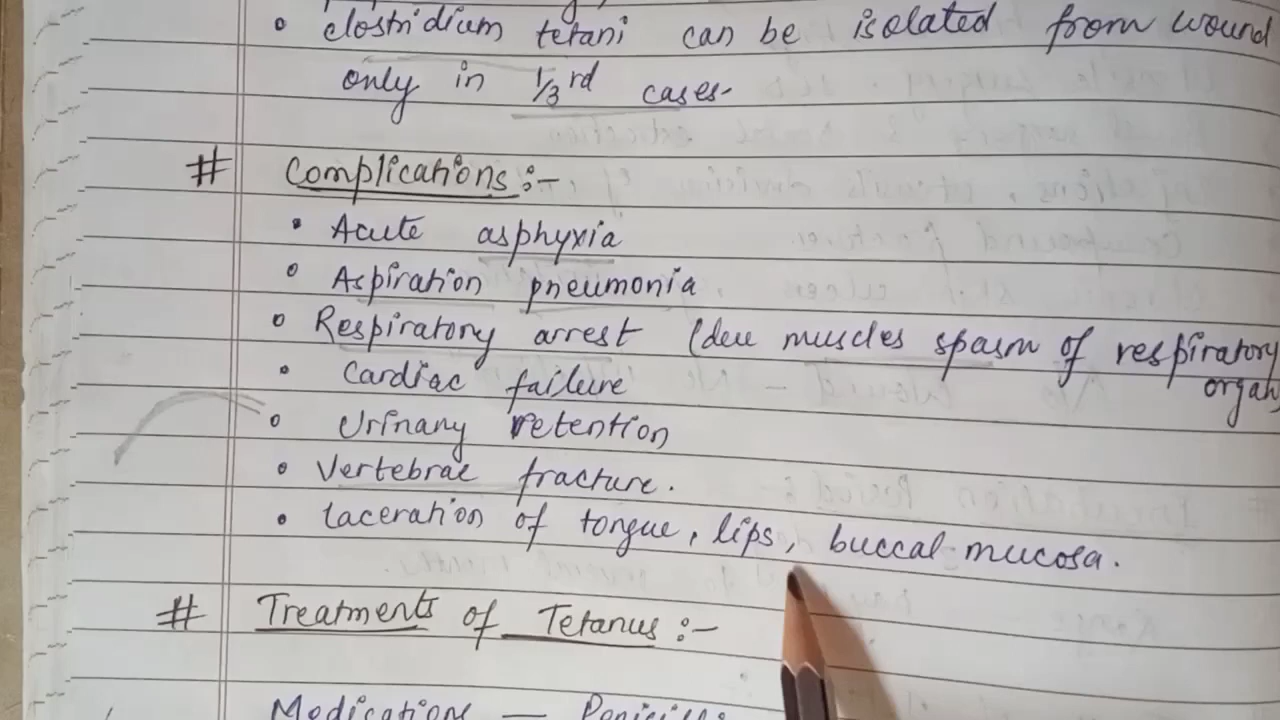 • Clostridium tetani can be isolated from wound
only in 1/3rd cases.
# Complications :-
• Acute asphyxia
• Aspiration pneumonia
• Respiratory arrest (due muscles spasm of respiratory
organ
• Cardiac failure
• Urinary retention
• Vertebrae fracture.
• Laceration of tongue, lips, buccal mucosa.
# Treatments of Tetanus :-
Medications —